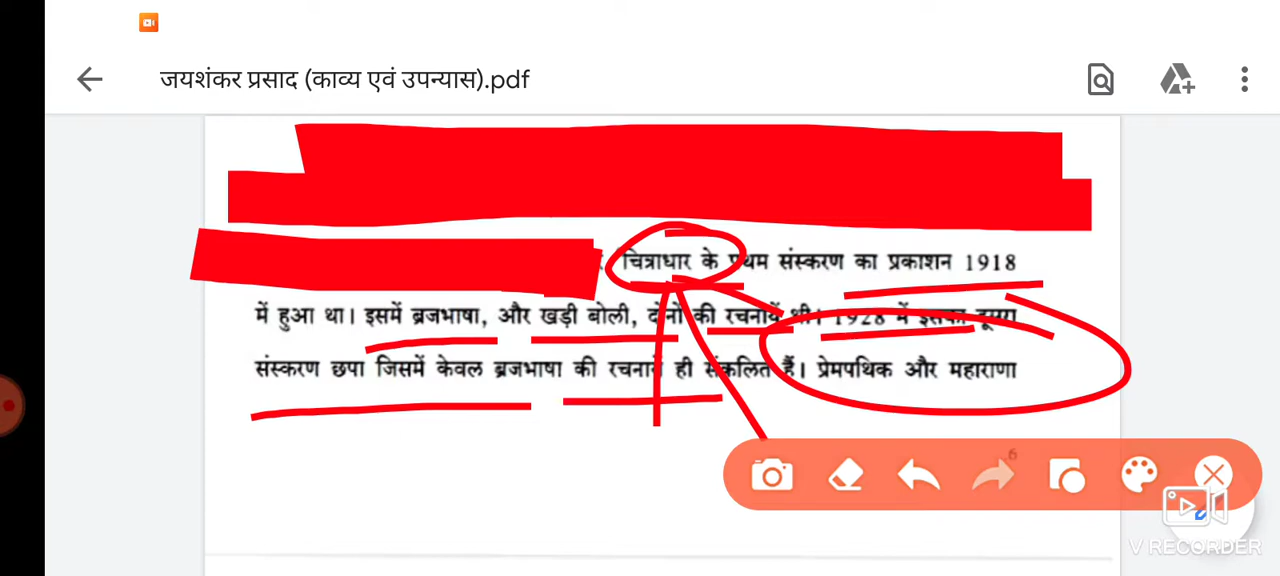 जयशंकर प्रसाद (काव्य एवं उपन्यास).pdf
चित्राधार के प्रथम संस्करण का प्रकाशन 1918
में हुआ था। इसमें ब्रजभाषा, और खड़ी बोली, दोनों की रचनायें थी। 1928 में इसका दूसरा
संस्करण छपा जिसमें केवल ब्रजभाषा की रचनायें ही संकलित हैं। प्रेमपथिक और महाराणा
6
V RECORDER